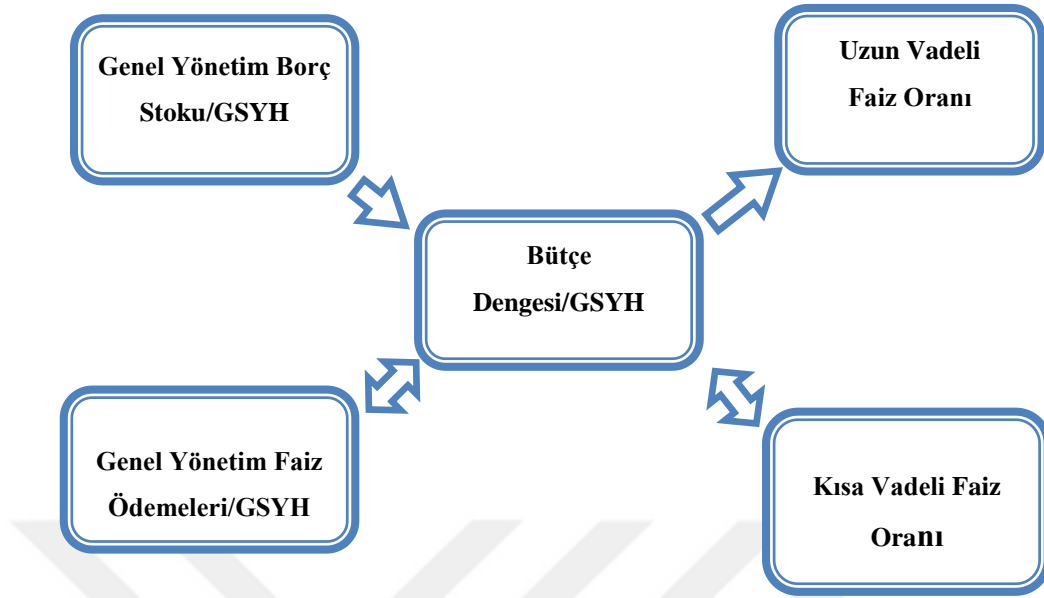 Genel Yönetim Borç
Stoku/GSYH
Uzun Vadeli
Faiz Oranı
Bütçe
Dengesi/GSYH
Genel Yönetim Faiz
Ödemeleri/GSYH
Kısa Vadeli Faiz
Oranı